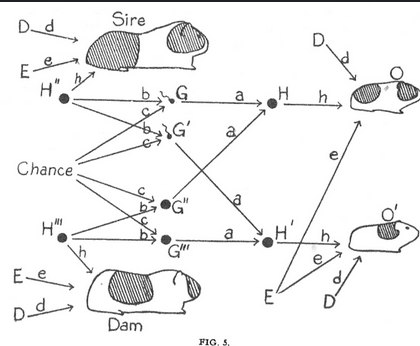 Sire
D d
E e
h
H" b G a H h
c
b G'
c
D
d
O
Chance
a
e
a
c G"
b
c
H"' b G"' a H' h
O'
h
e
E e
D d
E
d
D
Dam
FIG. 5.